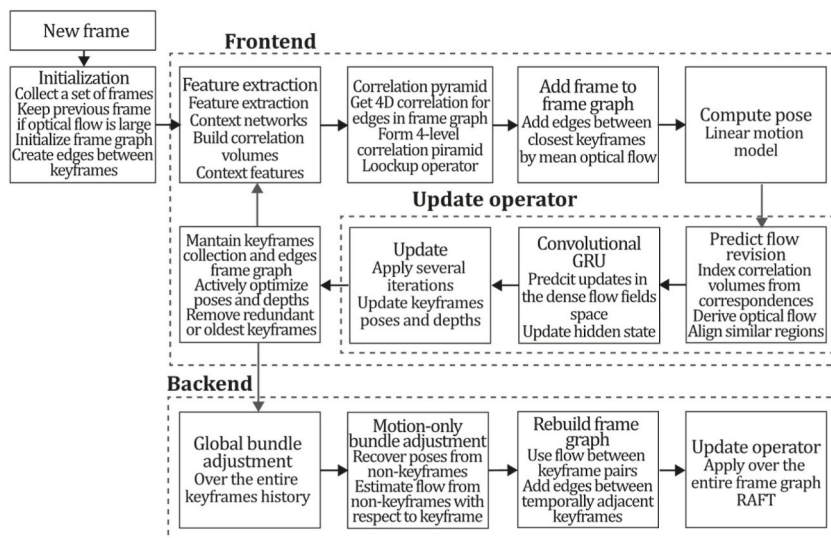 New frame
Frontend
Initialization
Collect a set of frames
Keep previous frame
if optical flow is large
Initialize frame graph
Create edges between
keyframes
Feature extraction
Feature extraction
Context networks
Build correlation
volumes
Context features
Correlation pyramid
Get 4D correlation for
edges in frame graph
Form 4-level
correlation piramid
Loockup operator
Add frame to
frame graph
Add edges between
closest keyframes
by mean optical flow
Compute pose
Linear motion
model
Update operator
Mantain keyframes
collection and edges
frame graph
Actively optimize
poses and depths
Remove redundant
or oldest keyframes
Update
Apply several
iterations
Update keyframes
poses and depths
Convolutional
GRU
Predcit updates in
the dense flow fields
space
Update hidden state
Predict flow
revision
Index correlation
volumes from
correspondences
Derive optical flow
Align similar regions
Backend
Global bundle
adjustment
Over the entire
keyframes history
Motion-only
bundle adjustment
Recover poses from
non-keyframes
Estimate flow from
non-keyframes with
respect to keyframe
Rebuild frame
graph
Use flow between
keyframe pairs
Add edges between
temporally adjacent
keyframes
Update operator
Apply over the
entire frame graph
RAFT